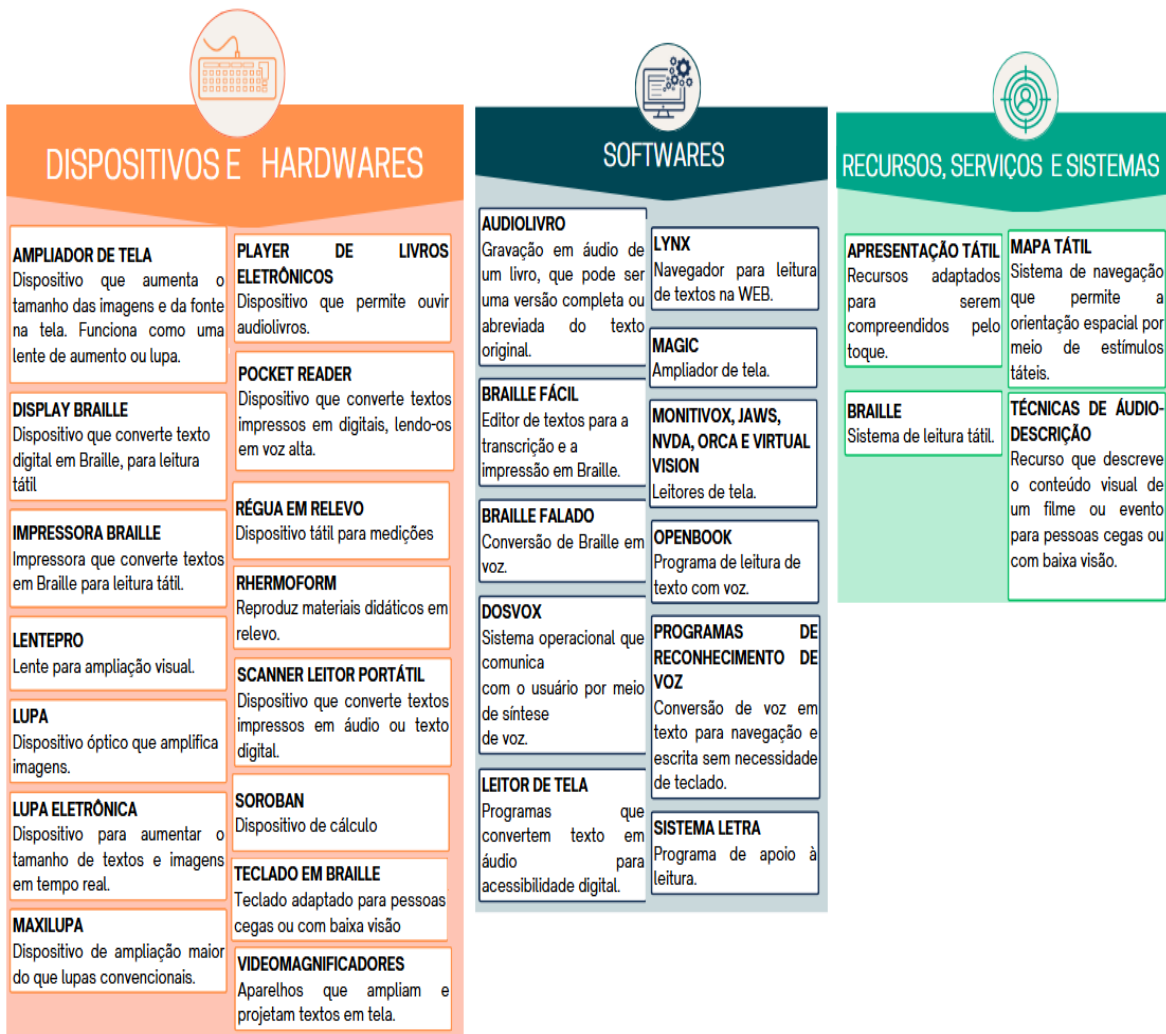 DISPOSITIVOS E HARDWARES
AMPLIADOR DE TELA
Dispositivo que aumenta o
tamanho das imagens e da fonte
na tela. Funciona como uma
lente de aumento ou lupa.
DISPLAY BRAILLE
Dispositivo que converte texto
digital em Braille, para leitura
tátil
IMPRESSORA BRAILLE
Impressora que converte textos
em Braille para leitura tátil.
LENTEPRO
Lente para ampliação visual.
LUPA
Dispositivo óptico que amplifica
imagens.
LUPA ELETRÔNICA
Dispositivo para aumentar o
tamanho de textos e imagens
em tempo real.
MAXILUPA
Dispositivo de ampliação maior
do que lupas convencionais.
PLAYER DE LIVROS
ELETRÔNICOS
Dispositivo que permite ouvir
audiolivros.
POCKET READER
Dispositivo que converte textos
impressos em digitais, lendo-os
em voz alta.
RÉGUA EM RELEVO
Dispositivo tátil para medições
RHERMOFORM
Reproduz materiais didáticos em
relevo.
SCANNER LEITOR PORTÁTIL
Dispositivo que converte textos
impressos em áudio ou texto
digital.
SOROBAN
Dispositivo de cálculo
TECLADO EM BRAILLE
Teclado adaptado para pessoas
cegas ou com baixa visão
VIDEOMAGNIFICADORES
Aparelhos que ampliam e
projetam textos em tela.
SOFTWARES
AUDIOLIVRO
Gravação em áudio de
um livro, que pode ser
uma versão completa ou
abreviada do texto
original.
BRAILLE FÁCIL
Editor de textos para a
transcrição e a
impressão em Braille.
BRAILLE FALADO
Conversão de Braille em
voz.
DOSVOX
Sistema operacional que
comunica
com o usuário por meio
de síntese
de voz.
LEITOR DE TELA
Programas que
convertem texto em
áudio para
acessibilidade digital.
LYNX
Navegador para leitura
de textos na WEB.
MAGIC
Ampliador de tela.
MONITIVOX, JAWS,
NVDA, ORCA E VIRTUAL
VISION
Leitores de tela.
OPENBOOK
Programa de leitura de
texto com voz.
PROGRAMAS DE
RECONHECIMENTO DE
VOZ
Conversão de voz em
texto para navegação e
escrita sem necessidade
de teclado.
SISTEMA LETRA
Programa de apoio à
leitura.
RECURSOS, SERVIÇOS E SISTEMAS
APRESENTAÇÃO TÁTIL
Recursos adaptados
para serem
compreendidos pelo
toque.
BRAILLE
Sistema de leitura tátil.
MAPA TÁTIL
Sistema de navegação
que permite a
orientação espacial por
meio de estímulos
táteis.
TÉCNICAS DE ÁUDIO-
DESCRIÇÃO
Recurso que descreve
o conteúdo visual de
um filme ou evento
para pessoas cegas ou
com baixa visão.